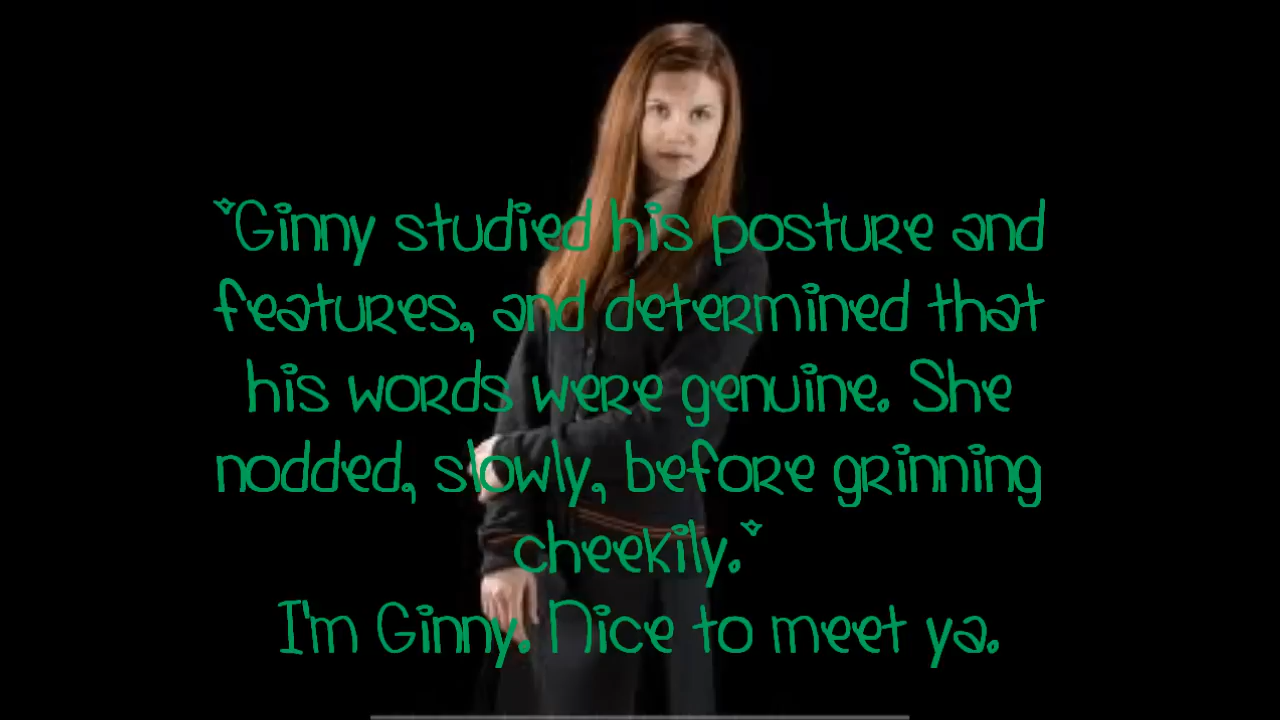 *Ginny studied his posture and
features, and determined that
his words were genuine. She
nodded, slowly, before grinning
cheekily.*
I'm Ginny. Nice to meet ya.